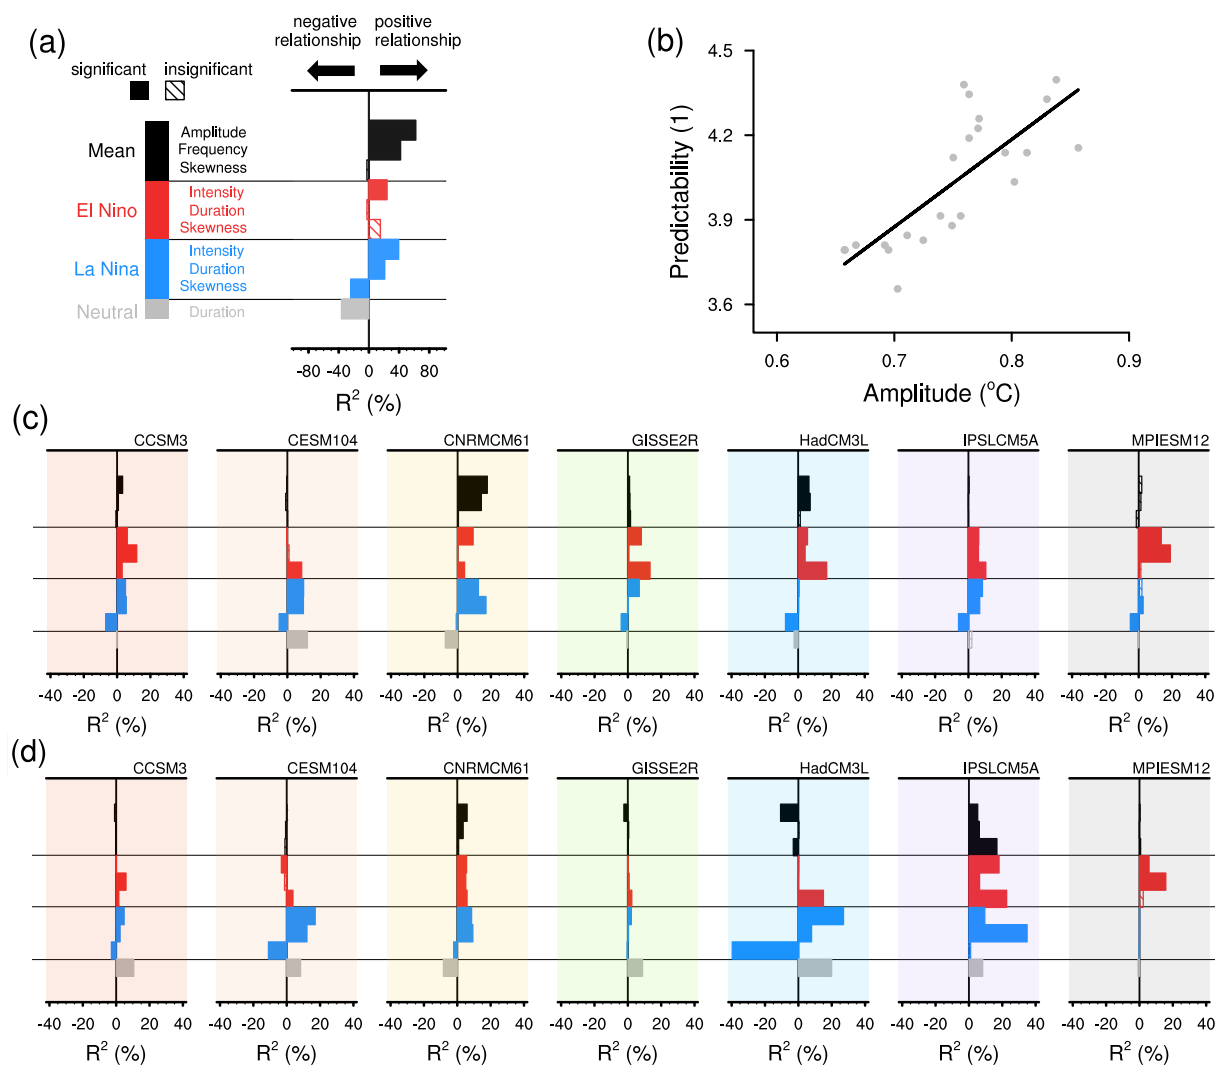 (a)
negative positive
relationship relationship
significant insignificant
Mean
Amplitude
Frequency
Skewness
El Nino
Intensity
Duration
Skewness
La Nina
Intensity
Duration
Skewness
Neutral
Duration
-80 -40 0 40 80
R² (%)
(b)
4.5
4.2
3.9
3.6
Predictability (1)
0.6 0.7 0.8 0.9
Amplitude (°C)
(c)
CCSM3 CESM104 CNRMCM61 GISSE2R HadCM3L IPSLCM5A MPIESM12
-40 -20 0 20 40 -40 -20 0 20 40 -40 -20 0 20 40 -40 -20 0 20 40 -40 -20 0 20 40 -40 -20 0 20 40 -40 -20 0 20 40
R² (%) R² (%) R² (%) R² (%) R² (%) R² (%) R² (%)
(d)
CCSM3 CESM104 CNRMCM61 GISSE2R HadCM3L IPSLCM5A MPIESM12
-40 -20 0 20 40 -40 -20 0 20 40 -40 -20 0 20 40 -40 -20 0 20 40 -40 -20 0 20 40 -40 -20 0 20 40 -40 -20 0 20 40
R² (%) R² (%) R² (%) R² (%) R² (%) R² (%) R² (%)